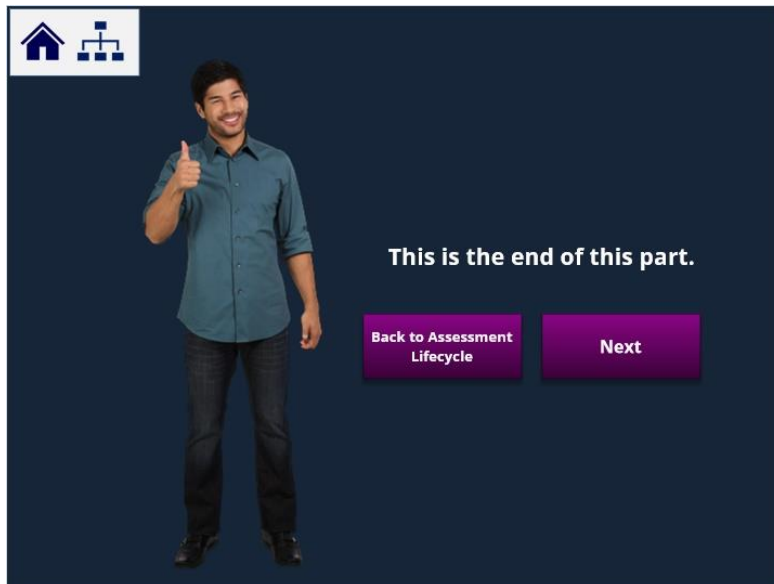 This is the end of this part.
Back to Assessment
Lifecycle
Next